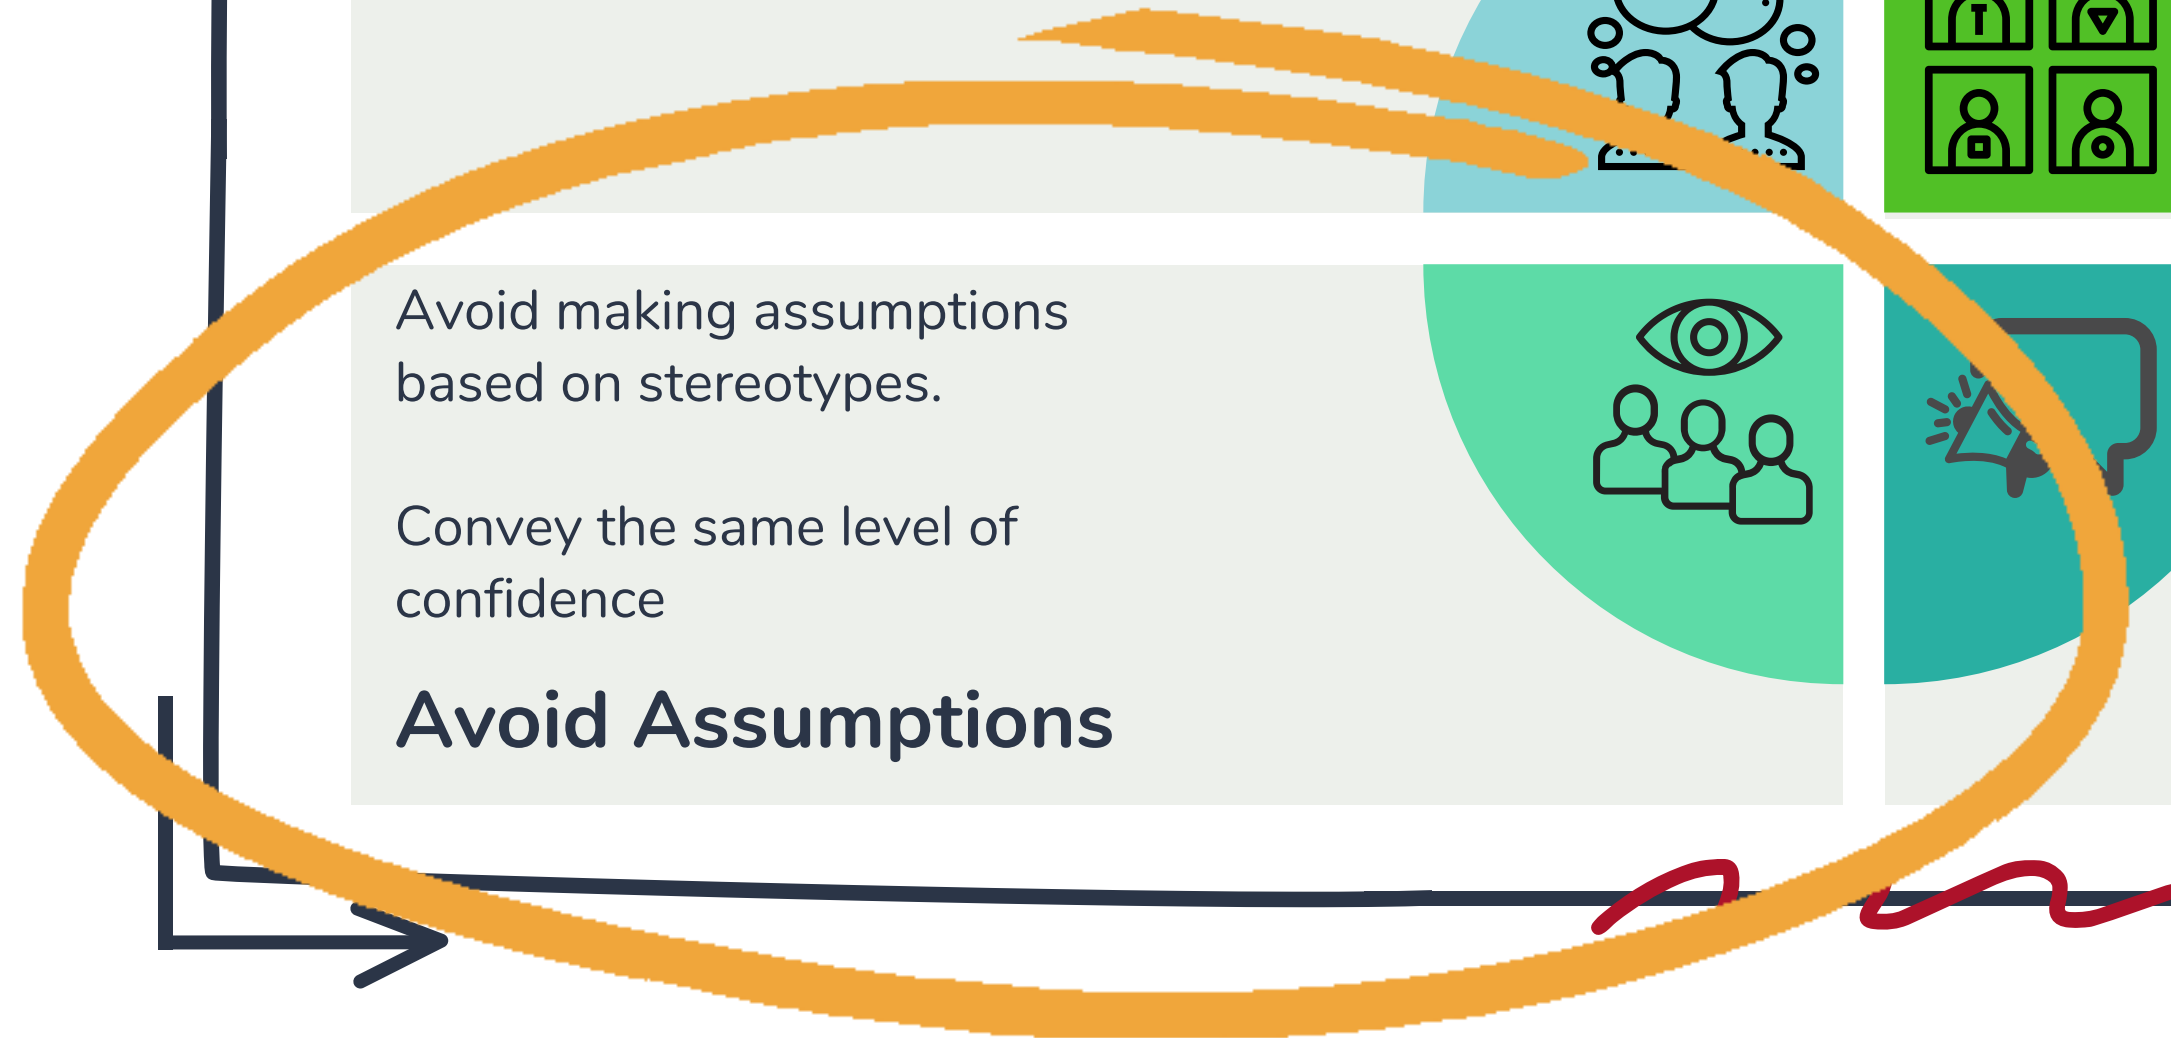 Avoid making assumptions
based on stereotypes.
Convey the same level of
confidence
Avoid Assumptions